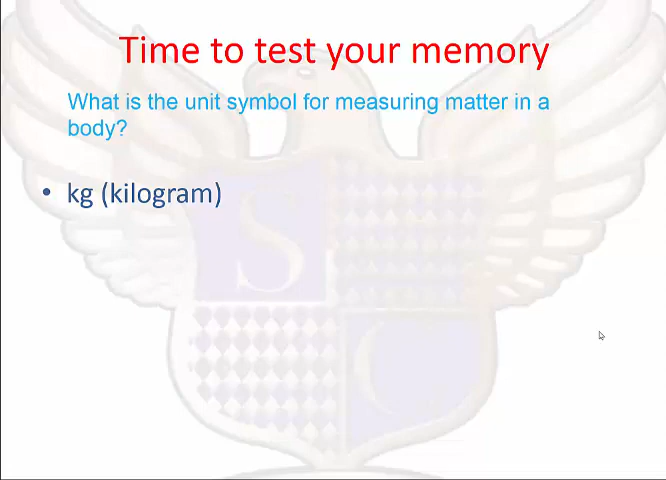 Time to test your memory
What is the unit symbol for measuring matter in a
body?
• kg (kilogram)
S
C